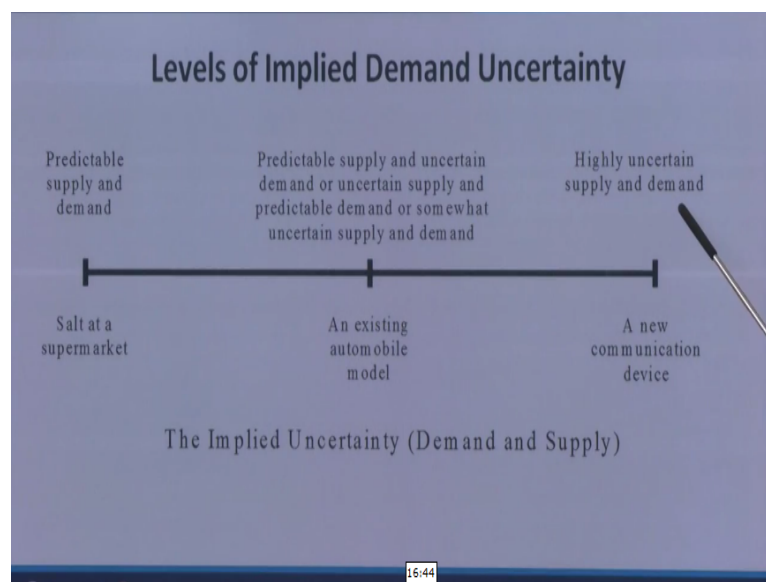 Levels of Implied Demand Uncertainty
Predictable
supply and
demand
Predictable supply and uncertain
demand or uncertain supply and
predictable demand or somewhat
uncertain supply and demand
Highly uncertain
supply and demand
Salt at a
supermarket
An existing
automobile
model
A new
communication
device
The Implied Uncertainty (Demand and Supply)
16:44